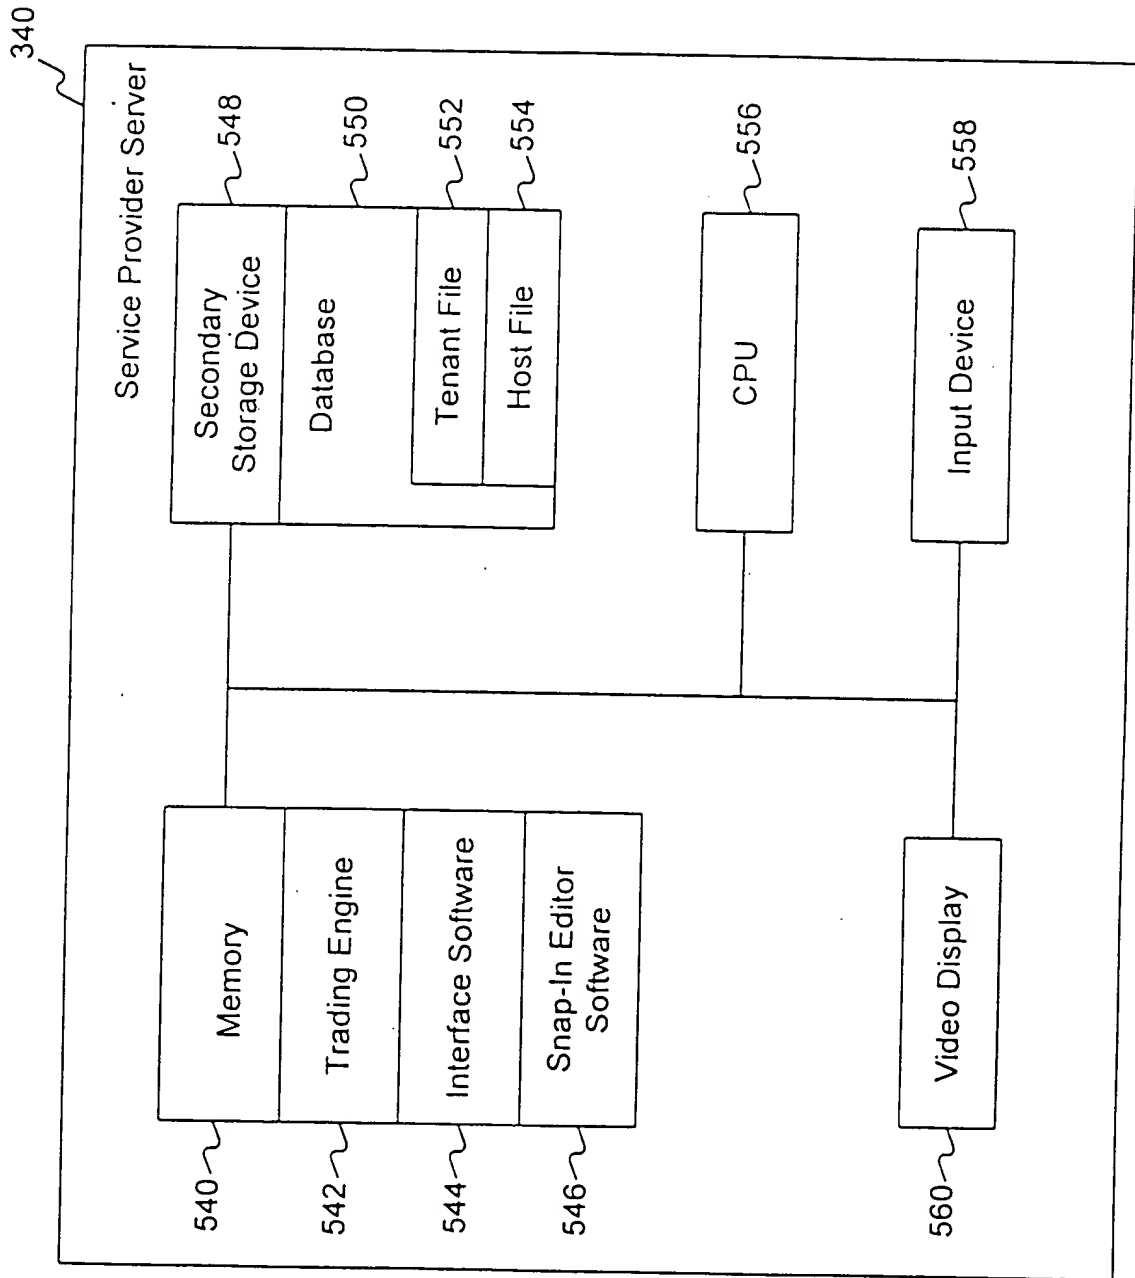 340
Service Provider Server
540
Memory
542
Trading Engine
544
Interface Software
546
Snap-In Editor
Software
Secondary
Storage Device
548
Database
550
Tenant File
552
Host File
554
CPU
556
Input Device
558
560
Video Display